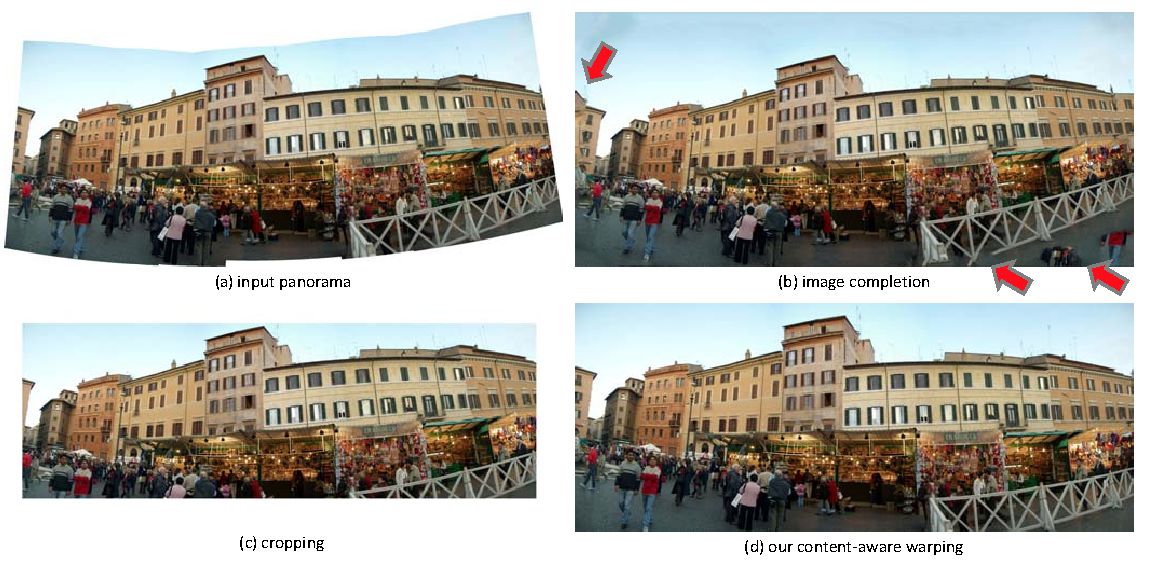 (a) input panorama
(b) image completion
(c) cropping
(d) our content-aware warping